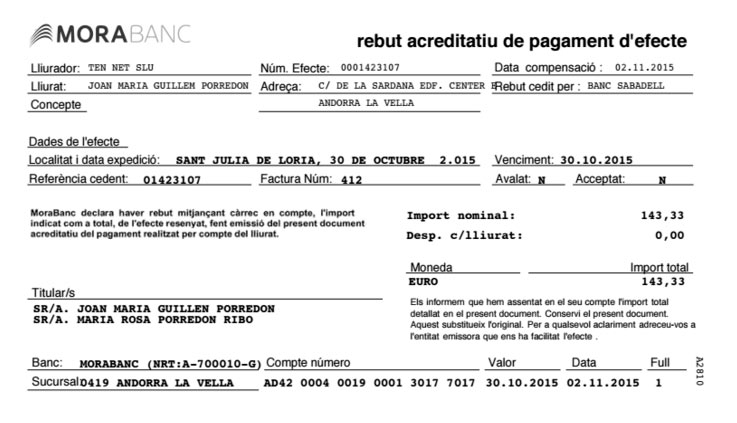 MORABANC
rebut acreditatiu de pagament d'efecte
Lliurador: TEN NET SLU Núm. Efecte: 0001423107 Data compensació : 02.11.2015
Lliurat: JOAN MARIA GUILLEM PORREDON Adreça: C/ DE LA SARDANA EDF. CENTER Rebut cedit per : BANC SABADELL
Concepte ANDORRA LA VELLA
Dades de l'efecte
Localitat i data expedició: SANT JULIA DE LORIA, 30 DE OCTUBRE 2.015 Venciment: 30.10.2015
Referència cedent: 01423107 Factura Núm: 412 Avalat: N Acceptat: N
MoraBanc declara haver rebut mitjançant càrrec en compte, l'import
indicat com a total, de l'efecte resenyat, fent emissió del present document
acreditatiu del pagament realitzat per compte del lliurat.
Import nominal: 143,33
Desp. c/lliurat: 0,00
Moneda Import total
EURO 143,33
Titular/s
SR/A. JOAN MARIA GUILLEN PORREDON
SR/A. MARIA ROSA PORREDON RIBO
Els informem que hem assentat en el seu compte l'import total
detallat en el present document. Conservi el present document.
Aquest substitueix l'original. Per a qualsevol aclariment adreceu-vos a
l'entitat emissora que ens ha facilitat l'efecte .
Banc: MORABANC (NRT:A-700010-G) Compte número Valor Data Full
Sucursal:0419 ANDORRA LA VELLA AD42 0004 0019 0001 3017 7017 30.10.2015 02.11.2015 1
A2810